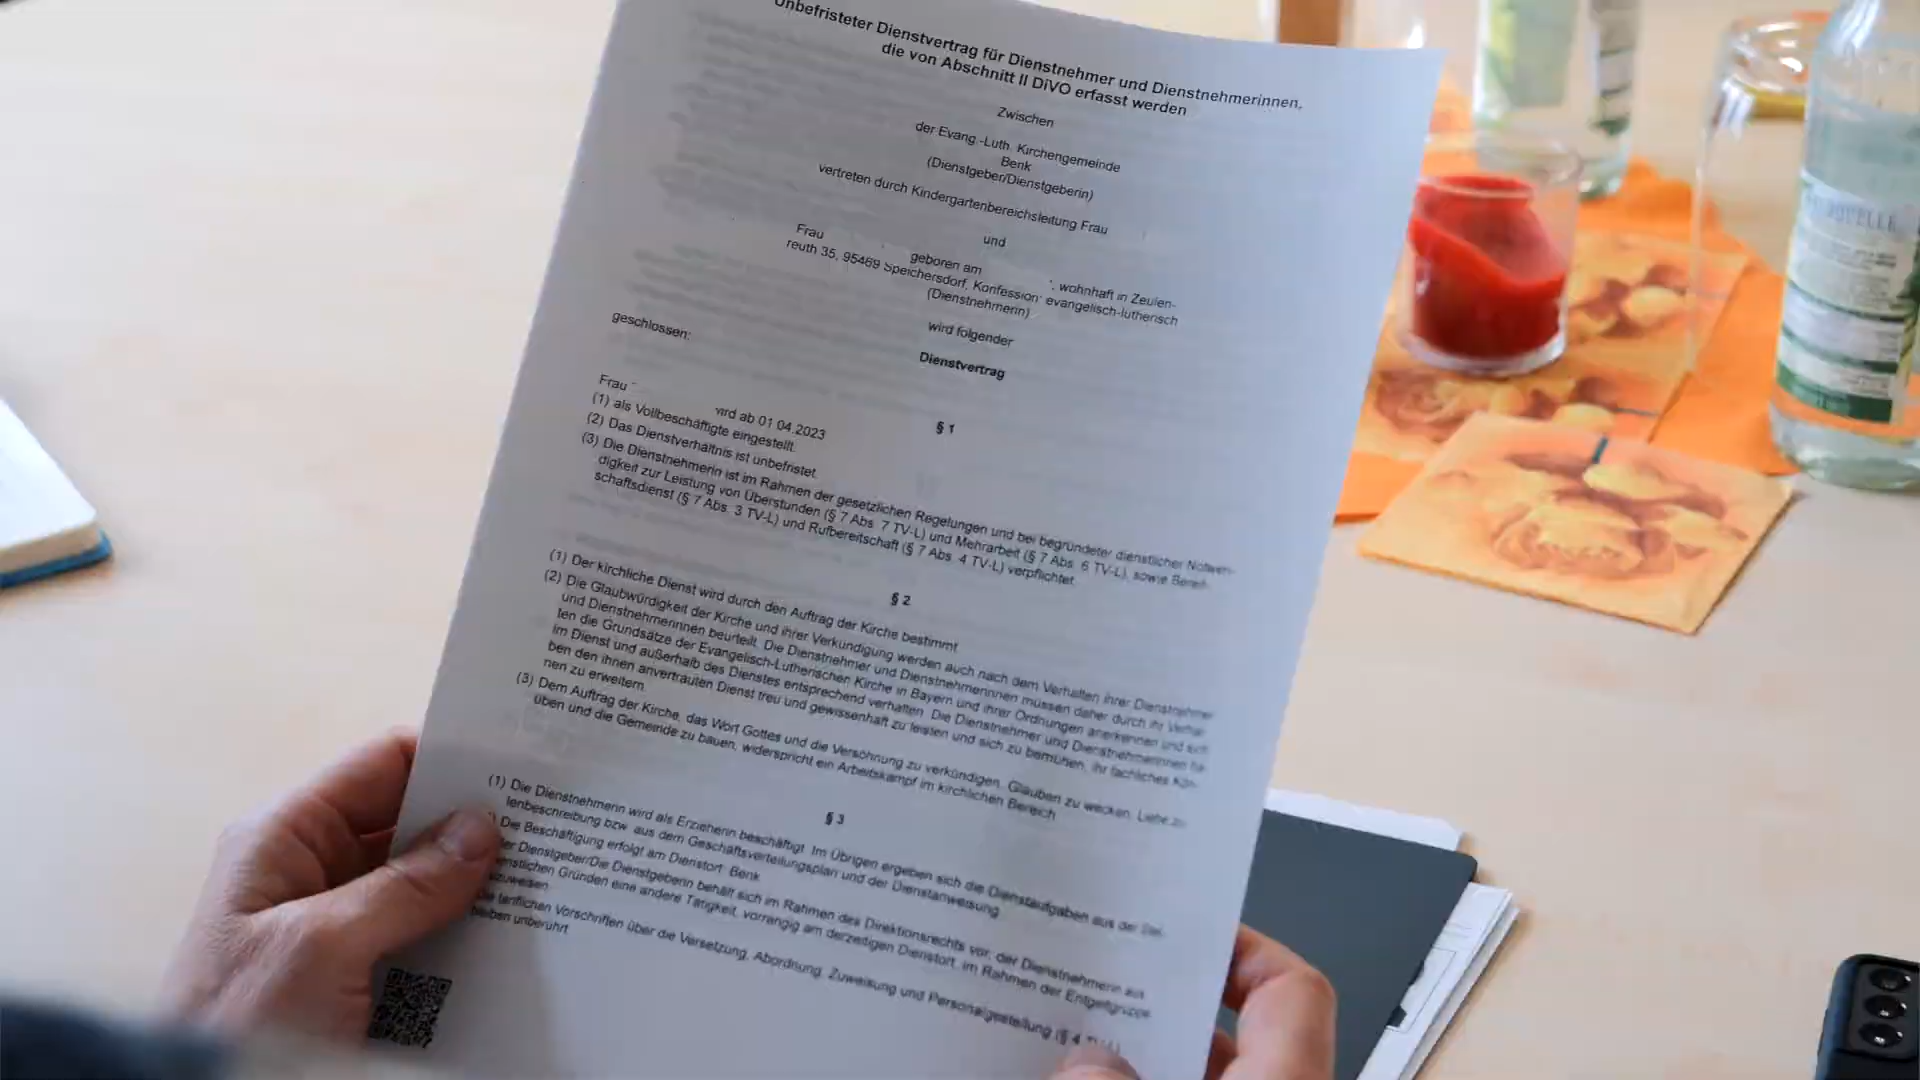 Unbefristeter Dienstvertrag für Dienstnehmer und Dienstnehmerinnen,
die von Abschnitt II DiVO erfasst werden
Zwischen
der Evang.-Luth. Kirchengemeinde
Benk
(Dienstgeber/Dienstgeberin)
vertreten durch Kindergartenbereichsleitung Frau
und
Frau geboren am , wohnhaft in Zeulen-
reuth 35, 95469 Speichersdorf, Konfession: evangelisch-lutherisch
(Dienstnehmerin)
wird folgender
geschlossen:
Dienstvertrag
§ 1
Frau wird ab 01.04.2023
(1) als Vollbeschäftigte eingestellt.
(2) Das Dienstverhältnis ist unbefristet.
(3) Die Dienstnehmerin ist im Rahmen der gesetzlichen Regelungen und bei begründeter dienstlicher Notwen-
digkeit zur Leistung von Überstunden (§ 7 Abs. 7 TV-L) und Mehrarbeit (§ 7 Abs. 6 TV-L), sowie Bereit-
schaftsdienst (§ 7 Abs. 3 TV-L) und Rufbereitschaft (§ 7 Abs. 4 TV-L) verpflichtet.
§ 2
(1) Der kirchliche Dienst wird durch den Auftrag der Kirche bestimmt.
(2) Die Glaubwürdigkeit der Kirche und ihrer Verkündigung werden auch nach dem Verhalten ihrer Dienstnehmer
und Dienstnehmerinnen beurteilt. Die Dienstnehmer und Dienstnehmerinnen müssen daher durch ihr Verhal-
ten die Grundsätze der Evangelisch-Lutherischen Kirche in Bayern und ihrer Ordnungen anerkennen und sich
im Dienst und außerhalb des Dienstes entsprechend verhalten. Die Dienstnehmer und Dienstnehmerinnen ha-
ben den ihnen anvertrauten Dienst treu und gewissenhaft zu leisten und sich zu bemühen, ihr fachliches Kön-
nen zu erweitern.
(3) Dem Auftrag der Kirche, das Wort Gottes und die Versöhnung zu verkündigen, Glauben zu wecken, Liebe zu
üben und die Gemeinde zu bauen, widerspricht ein Arbeitskampf im kirchlichen Bereich.
§ 3
(1) Die Dienstnehmerin wird als Erzieherin beschäftigt. Im Übrigen ergeben sich die Dienstaufgaben aus der Stel-
lenbeschreibung bzw. aus dem Geschäftsverteilungsplan und der Dienstanweisung.
) Die Beschäftigung erfolgt am Dienstort: Benk
der Dienstgeber/Die Dienstgeberin behält sich im Rahmen des Direktionsrechts vor, der Dienstnehmerin aus
dienstlichen Gründen eine andere Tätigkeit, vorrangig am derzeitigen Dienstort, im Rahmen der Entgeltgruppe
zuzuweisen.
Die tariflichen Vorschriften über die Versetzung, Abordnung, Zuweisung und Personalgestellung (§ 4
bleiben unberührt.
QUELLE